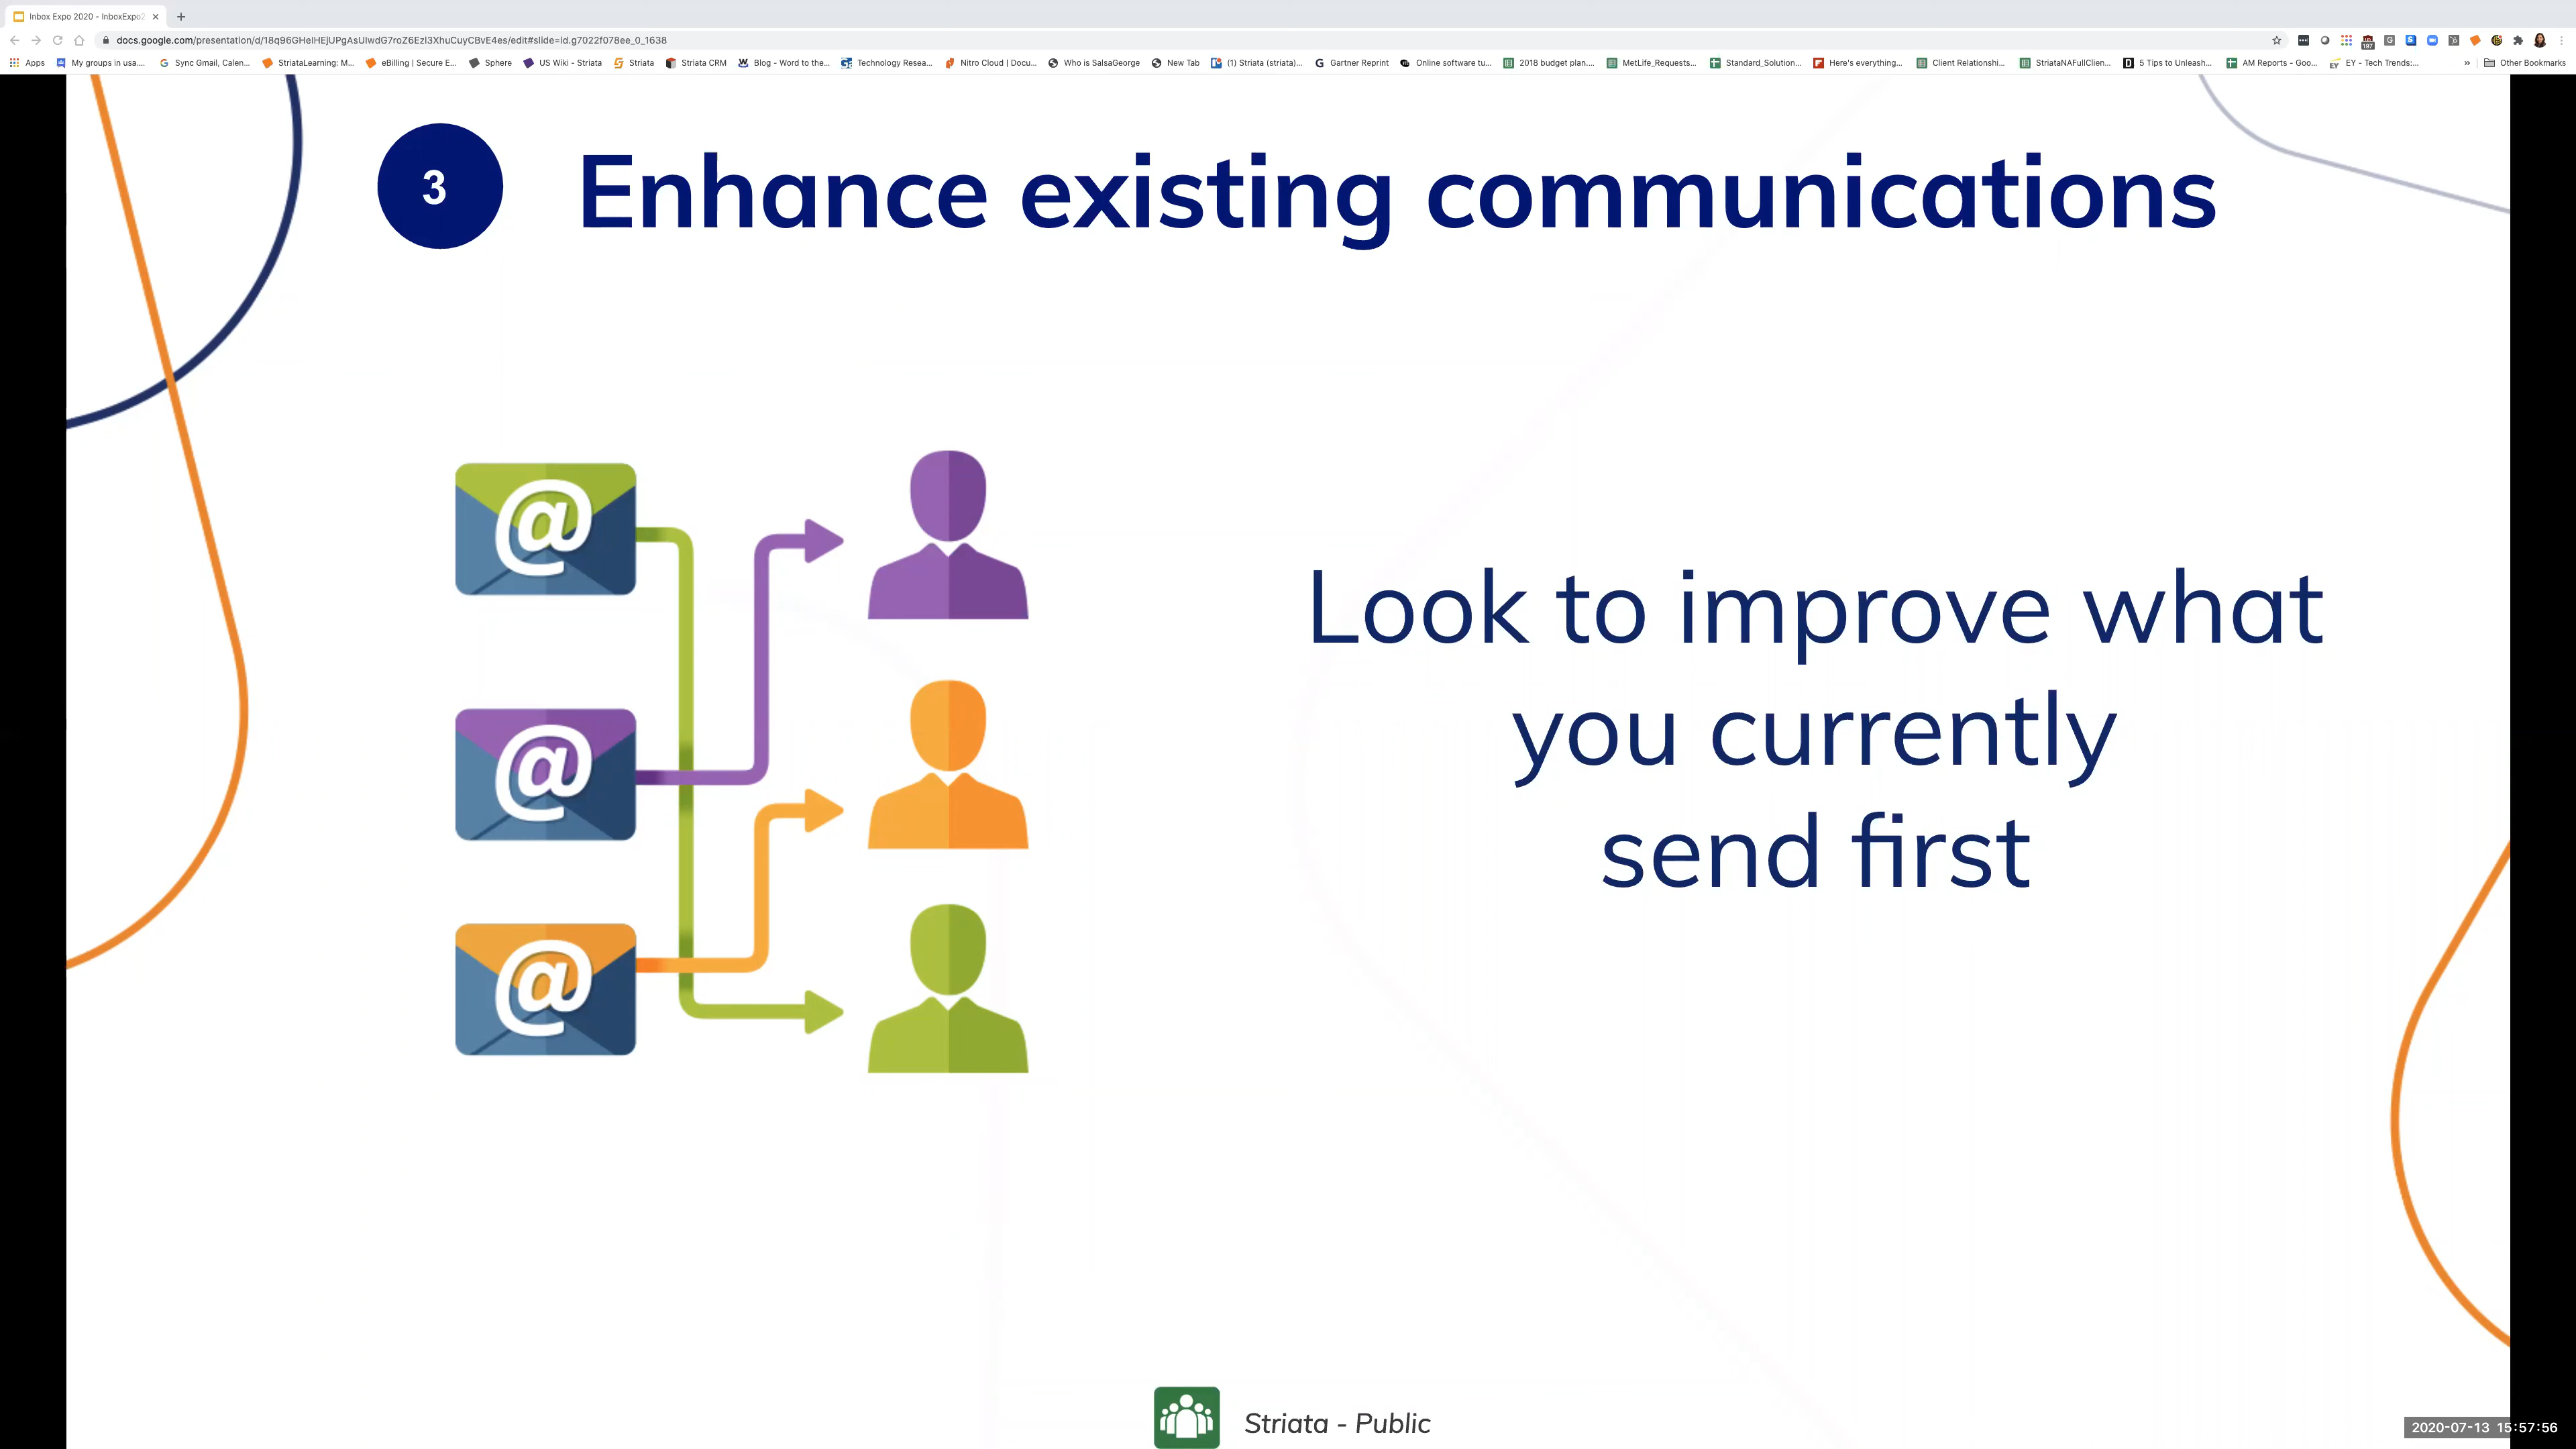 Inbox Expo 2020 - InboxExpo2
docs.google.com/presentation/d/18q96GHelHEjUPgAsUIwdG7roZ6EzI3XhuCuyCBvE4es/edit#slide=id.g7022f078ee_0_1638
197
Apps My groups in usa.... Sync Gmail, Calen... StriataLearning: M... eBilling | Secure E... Sphere US Wiki - Striata Striata Striata CRM Blog - Word to the... Technology Resea... Nitro Cloud | Docu... Who is SalsaGeorge New Tab (1) Striata (striata)... Gartner Reprint Online software tu... 2018 budget plan.... MetLife_Requests... Standard_Solution... Here's everything... Client Relationshi... StriataNAFullClien... 5 Tips to Unleash... AM Reports - Goo... EY - Tech Trends:... » Other Bookmarks
3 Enhance existing communications
@
@
@
Look to improve what
you currently
send first
Striata - Public
2020-07-13 15:57:56